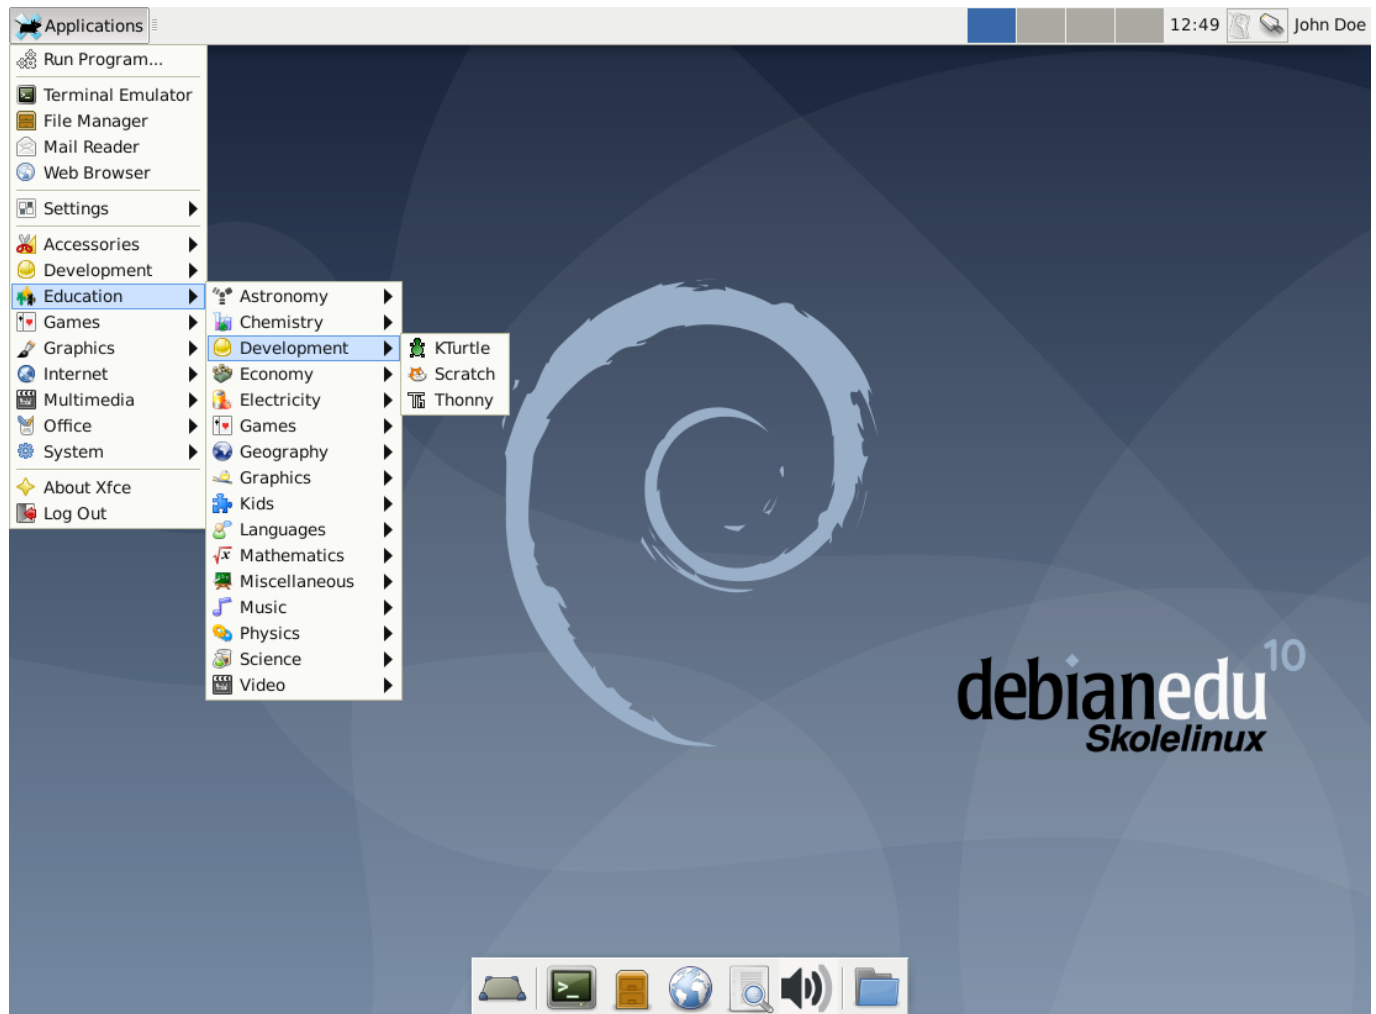 Applications
12:49
John Doe
Run Program...
Terminal Emulator
File Manager
Mail Reader
Web Browser
Settings
Accessories
Development
Education
Games
Graphics
Internet
Multimedia
Office
System
About Xfce
Log Out
Astronomy
Chemistry
Development
Economy
Electricity
Games
Geography
Graphics
Kids
Languages
Mathematics
Miscellaneous
Music
Physics
Science
Video
KTurtle
Scratch
Thonny
debianedu 10
Skolelinux